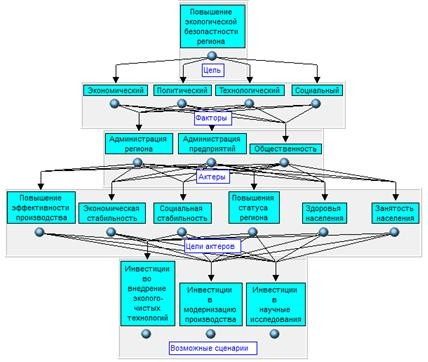 Повышение
экологической
безопастности
региона
Цель
Экономический
Политический
Технологический
Социальный
Факторы
Администрация
региона
Администрация
предприятий
Общественность
Актеры
Повышение
эффективности
производства
Экономическая
стабильность
Социальная
стабильность
Повышения
статуса
региона
Здоровья
населения
Занятость
населения
Цели актеров
Инвестиции
во
внедрение
эколого-
чистых
технологий
Инвестиции
в
модернизацию
производства
Инвестиции
в
научные
исследования
Возможные сценарии